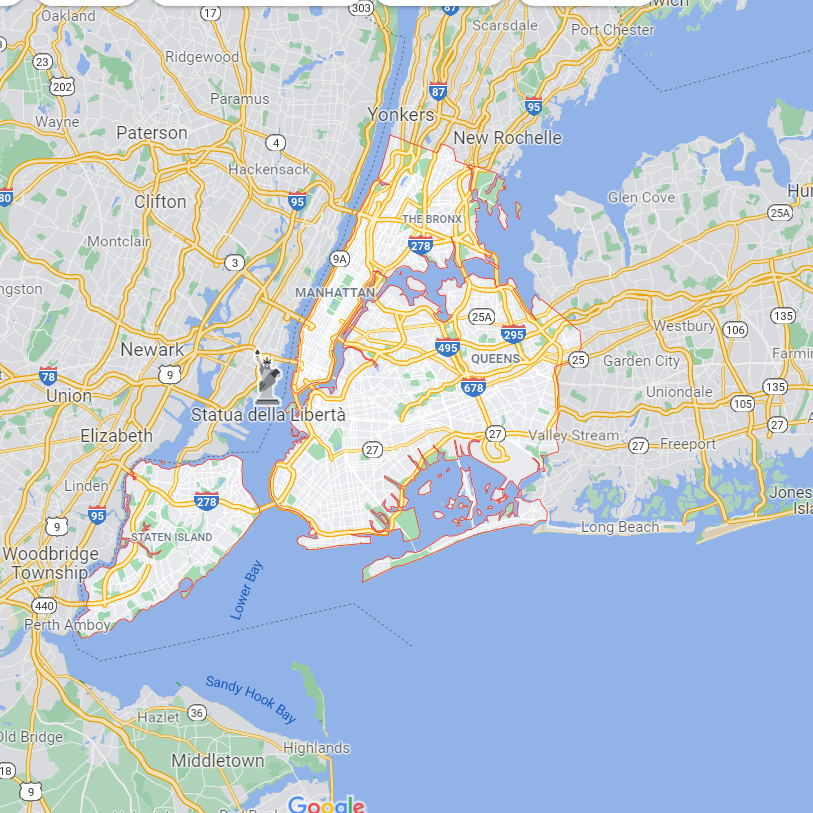 Oakland
17
303
87
Scarsdale
Port Chester
23
202
Ridgewood
Paramus
87
95
Wayne
Paterson
4
Yonkers
New Rochelle
Hackensack
80
95
Clifton
Glen Cove
25A
THE BRONX
Montclair
3
9A
278
MANHATTAN
25A
295
135
Westbury
106
Newark
495
QUEENS
25
Garden City
9
78
Union
678
Uniondale
135
105
Statua della Libertà
27
Elizabeth
27
27
Valley Stream
27
Freeport
Linden
278
95
9
Jones
Long Beach
STATEN ISLAND
Woodbridge
Township
Lower Bay
440
Perth Amboy
Sandy Hook Bay
36
Hazlet
Old Bridge
Highlands
Middletown
18
9
Google